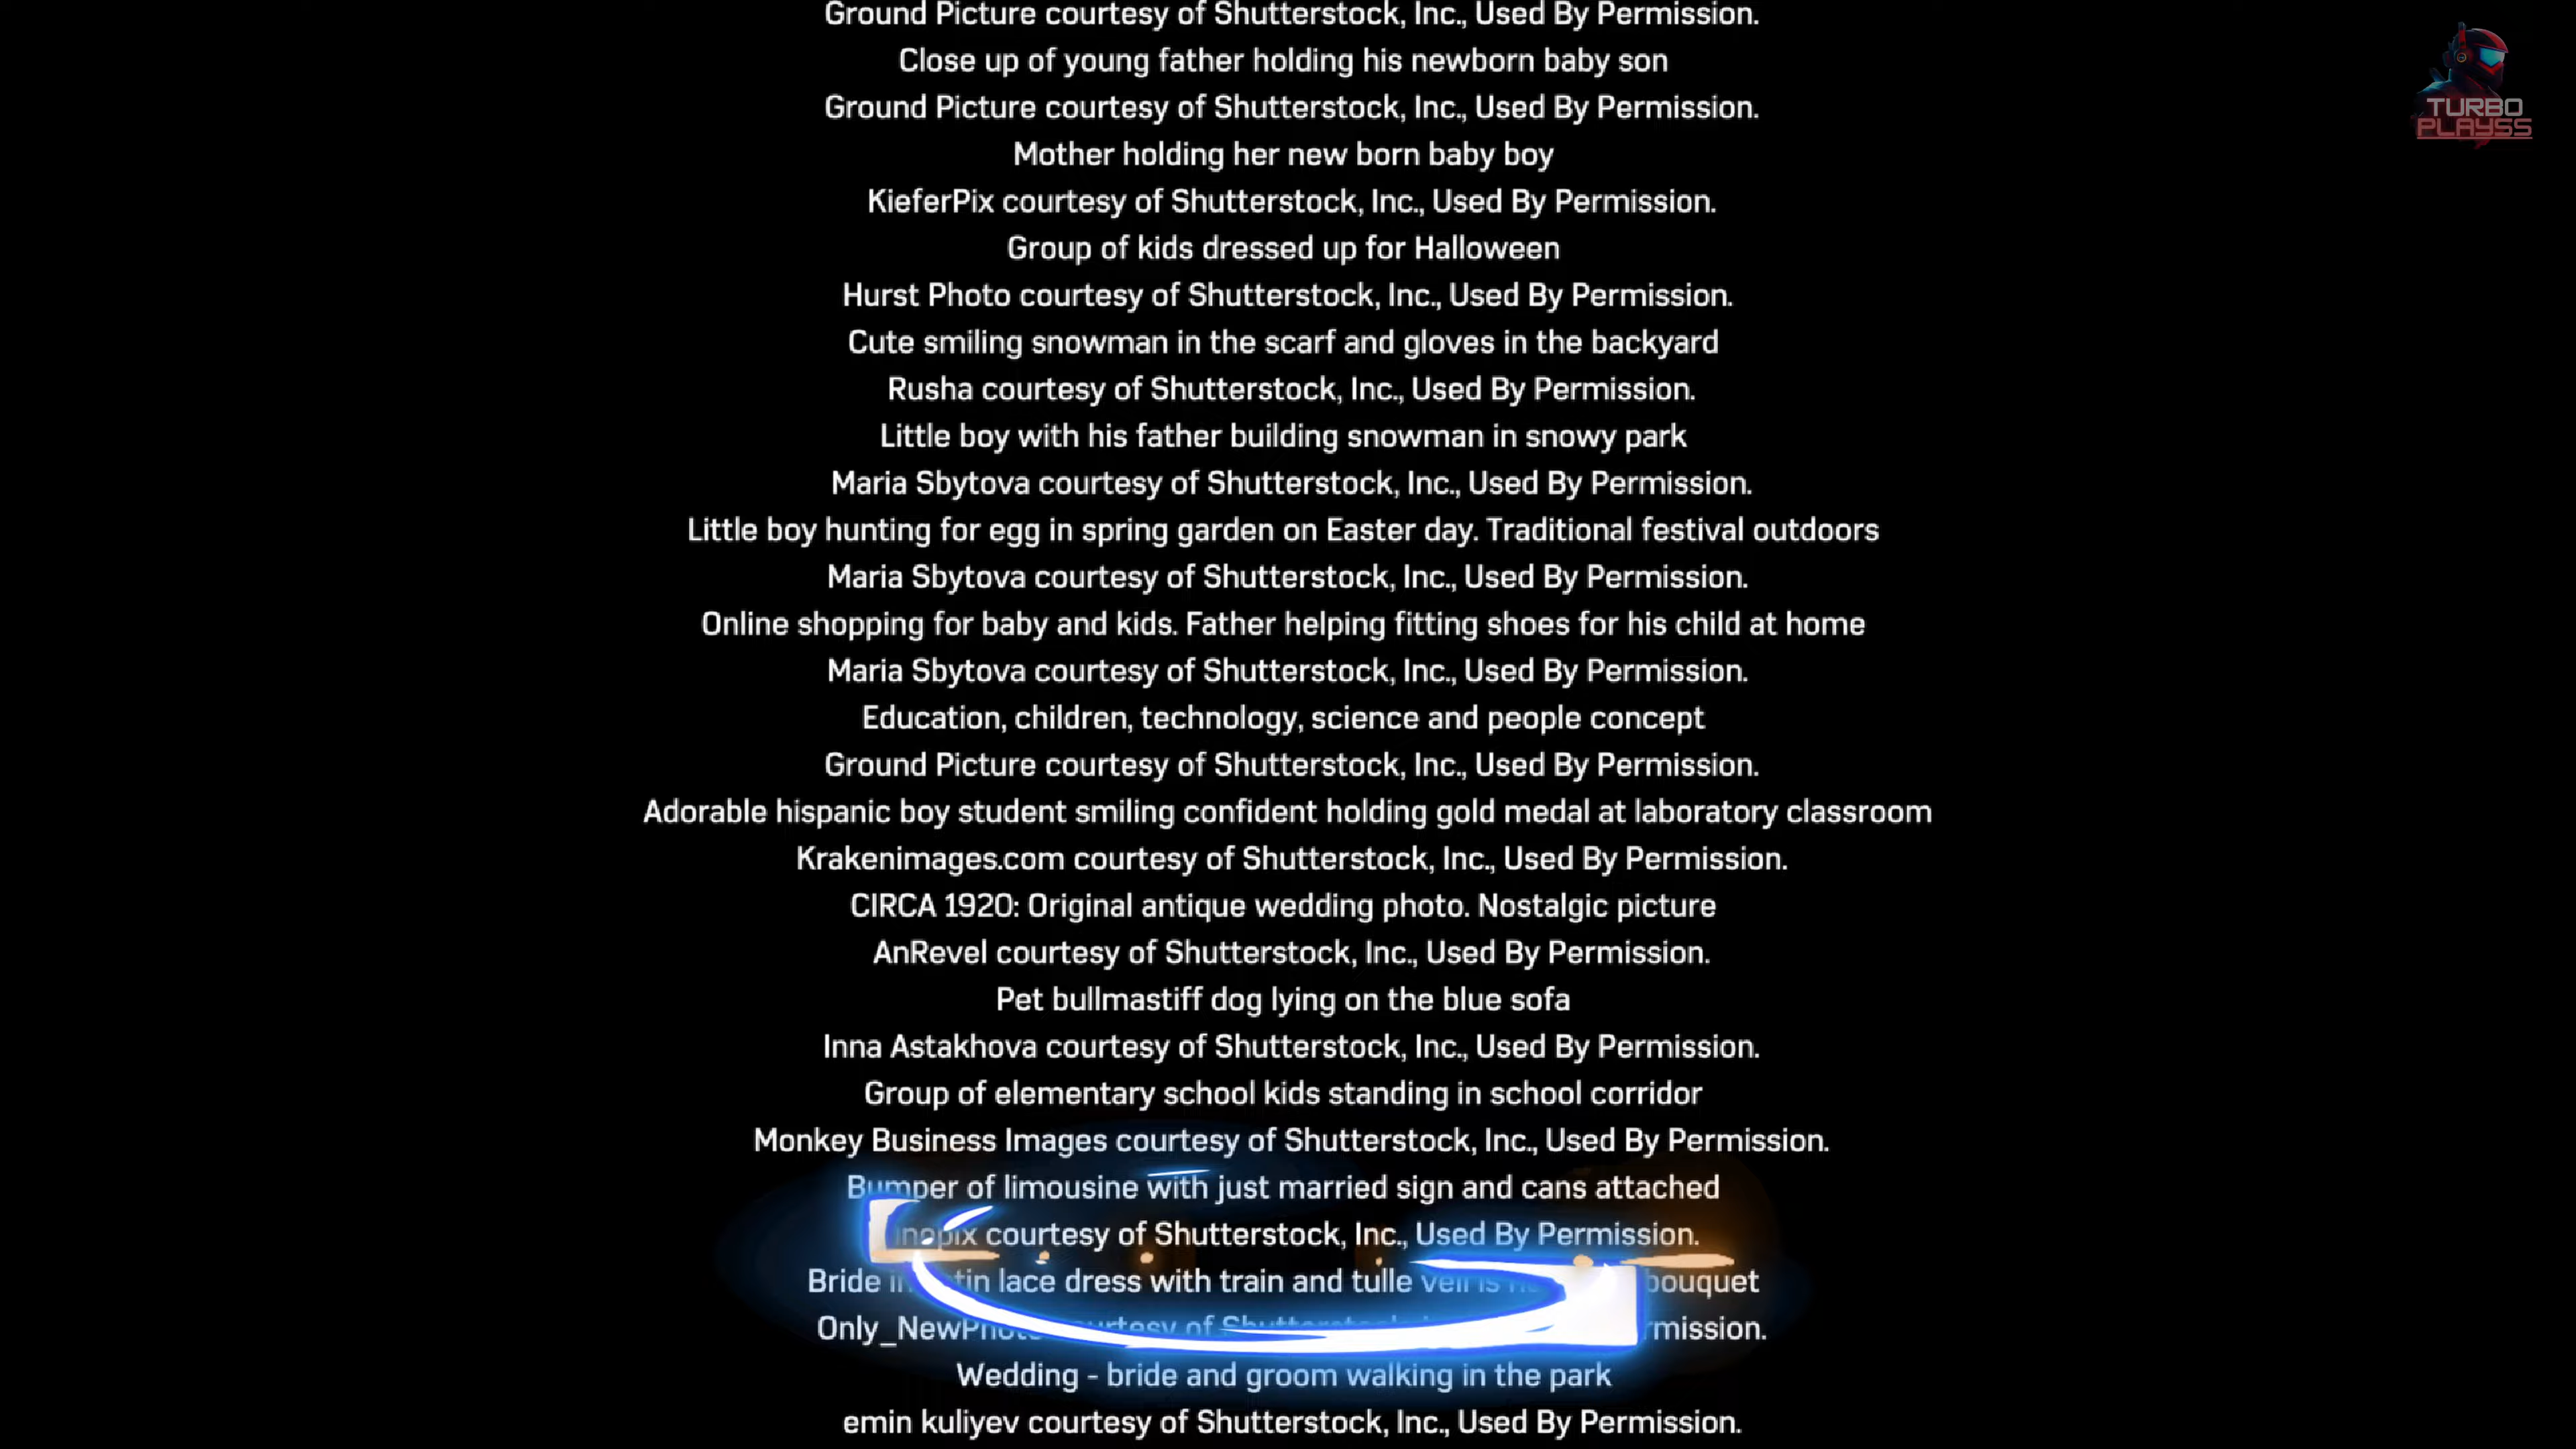 Ground Picture courtesy of Shutterstock, Inc., Used By Permission.
Close up of young father holding his newborn baby son
Ground Picture courtesy of Shutterstock, Inc., Used By Permission.
Mother holding her new born baby boy
KieferPix courtesy of Shutterstock, Inc., Used By Permission.
Group of kids dressed up for Halloween
Hurst Photo courtesy of Shutterstock, Inc., Used By Permission.
Cute smiling snowman in the scarf and gloves in the backyard
Rusha courtesy of Shutterstock, Inc., Used By Permission.
Little boy with his father building snowman in snowy park
Maria Sbytova courtesy of Shutterstock, Inc., Used By Permission.
Little boy hunting for egg in spring garden on Easter day. Traditional festival outdoors
Maria Sbytova courtesy of Shutterstock, Inc., Used By Permission.
Online shopping for baby and kids. Father helping fitting shoes for his child at home
Maria Sbytova courtesy of Shutterstock, Inc., Used By Permission.
Education, children, technology, science and people concept
Ground Picture courtesy of Shutterstock, Inc., Used By Permission.
Adorable hispanic boy student smiling confident holding gold medal at laboratory classroom
Krakenimages.com courtesy of Shutterstock, Inc., Used By Permission.
CIRCA 1920: Original antique wedding photo. Nostalgic picture
AnRevel courtesy of Shutterstock, Inc., Used By Permission.
Pet bullmastiff dog lying on the blue sofa
Inna Astakhova courtesy of Shutterstock, Inc., Used By Permission.
Group of elementary school kids standing in school corridor
Monkey Business Images courtesy of Shutterstock, Inc., Used By Permission.
Bumper of limousine with just married sign and cans attached
courtesy of Shutterstock, Inc., Used By Permission.
Bride lace dress with train and tulle veil is bouquet
courtesy of
Wedding - bride and groom walking in the park
emin kuliyev courtesy of Shutterstock, Inc., Used By Permission.
TURBO
PLAYSS